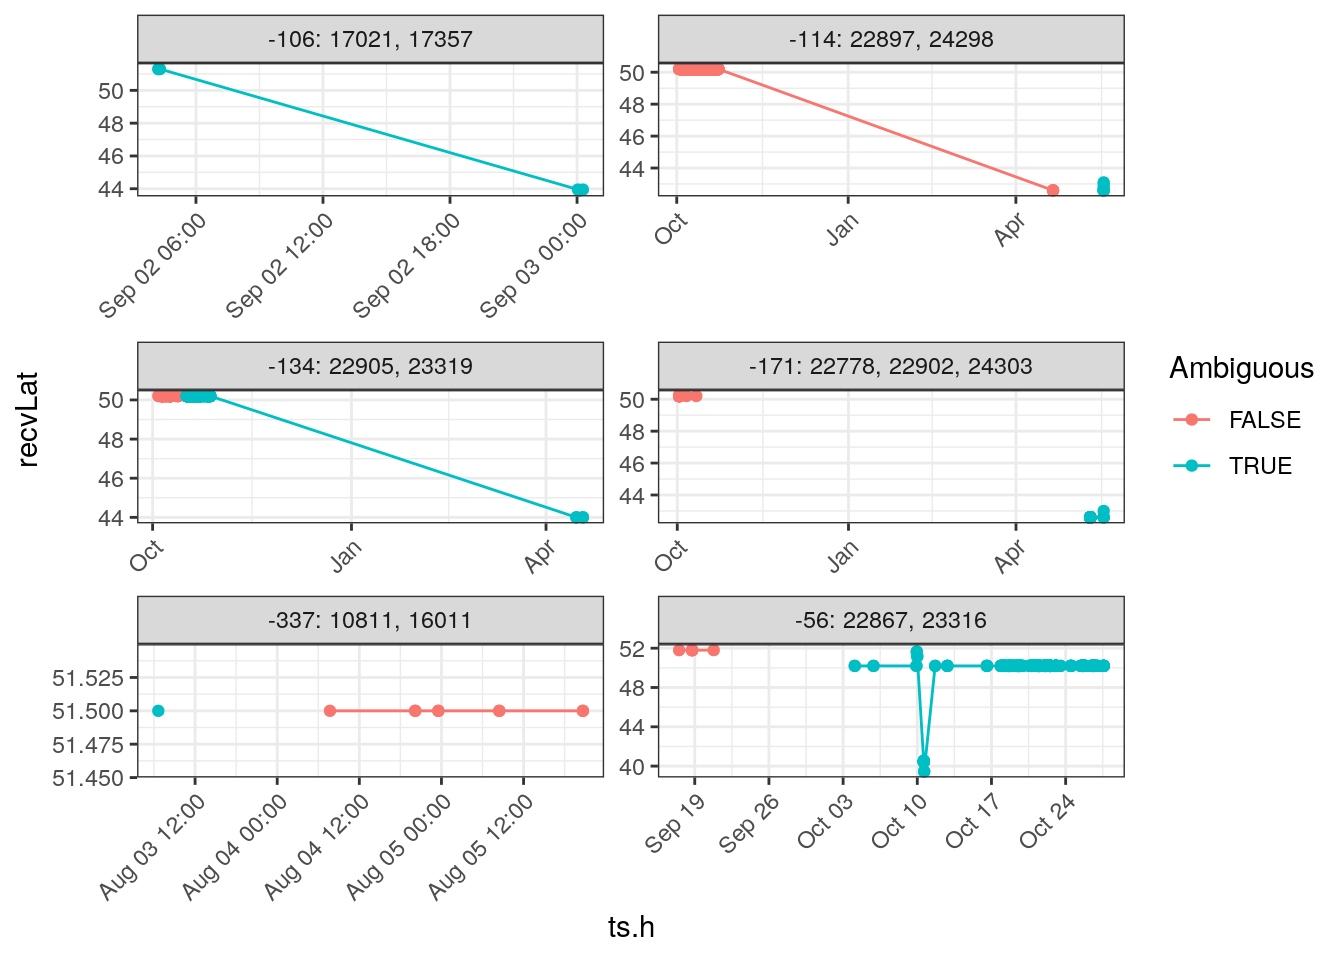 -106: 17021, 17357
50
48
46
44
Sep 02 06:00
Sep 02 12:00
Sep 02 18:00
Sep 03 00:00
-114: 22897, 24298
50
48
46
44
Oct
Jan
Apr
recvLat
-134: 22905, 23319
50
48
46
44
Oct
Jan
Apr
-171: 22778, 22902, 24303
50
48
46
44
Oct
Jan
Apr
-337: 10811, 16011
51.525
51.500
51.475
51.450
Aug 03 12:00
Aug 04 00:00
Aug 04 12:00
Aug 05 00:00
Aug 05 12:00
-56: 22867, 23316
52
48
44
40
Sep 19
Sep 26
Oct 03
Oct 10
Oct 17
Oct 24
ts.h
Ambiguous
FALSE
TRUE